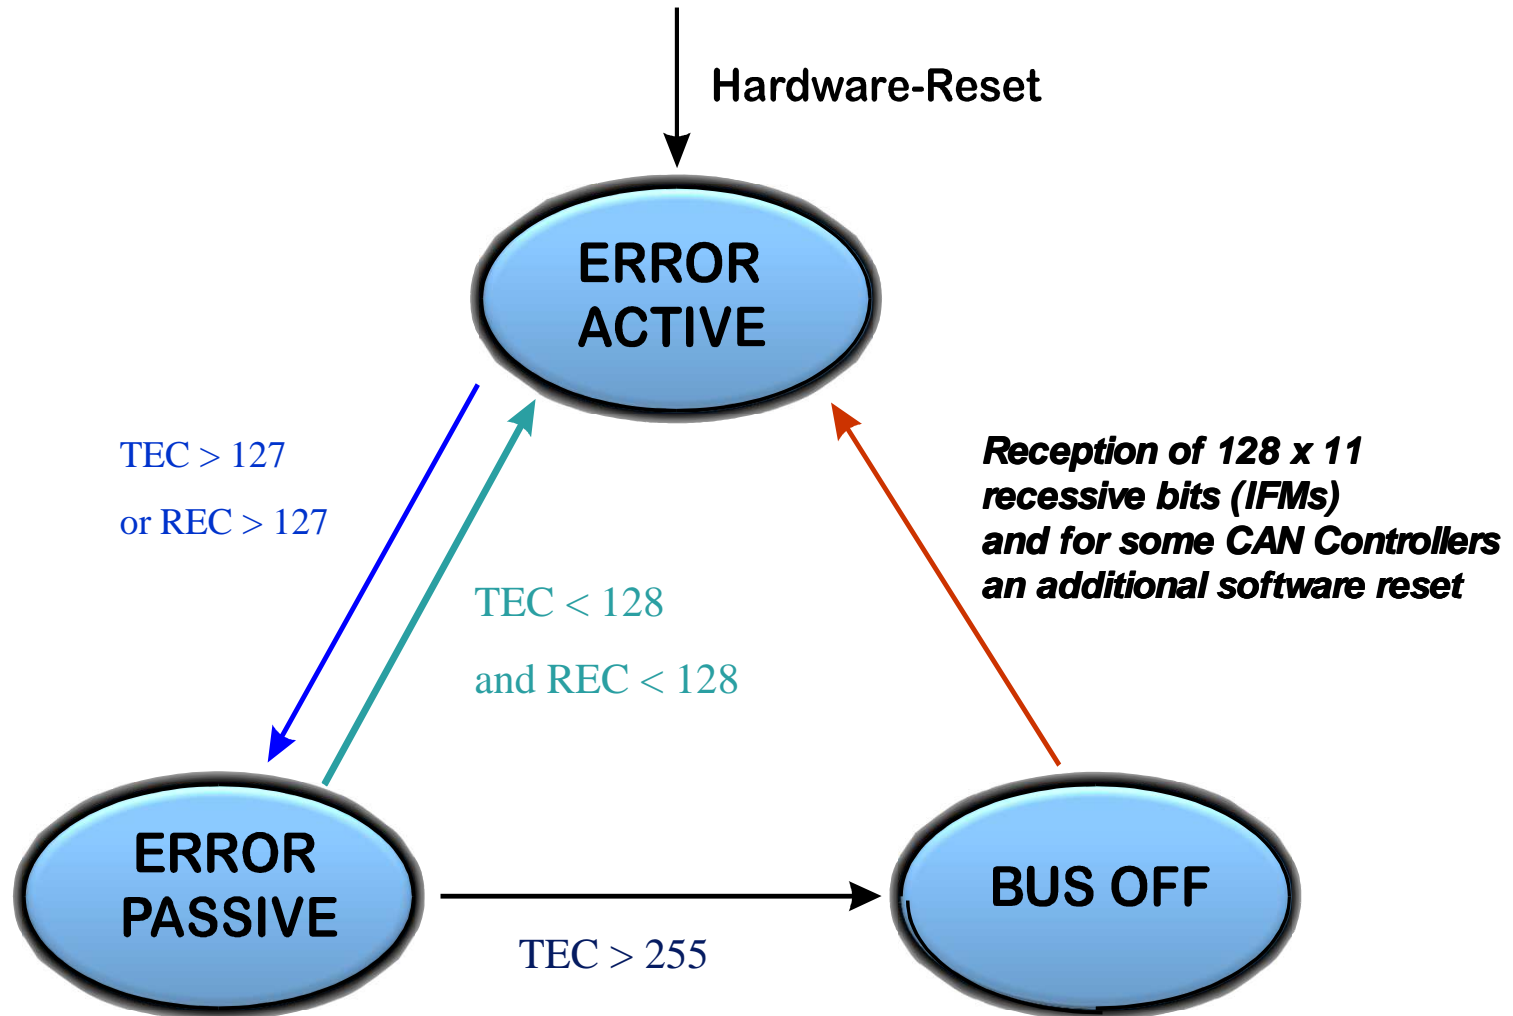 Hardware-Reset
ERROR
ACTIVE
TEC > 127
or REC > 127
TEC < 128
and REC < 128
Reception of 128 x 11
recessive bits (IFMs)
and for some CAN Controllers
an additional software reset
ERROR
PASSIVE
TEC > 255
BUS OFF